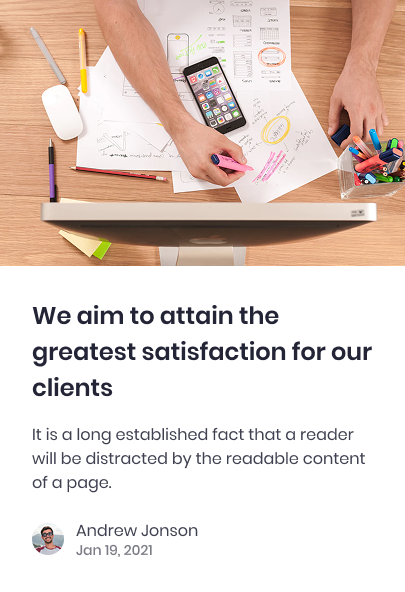 We aim to attain the
greatest satisfaction for our
clients
It is a long established fact that a reader
will be distracted by the readable content
of a page.
Andrew Jonson
Jan 19, 2021